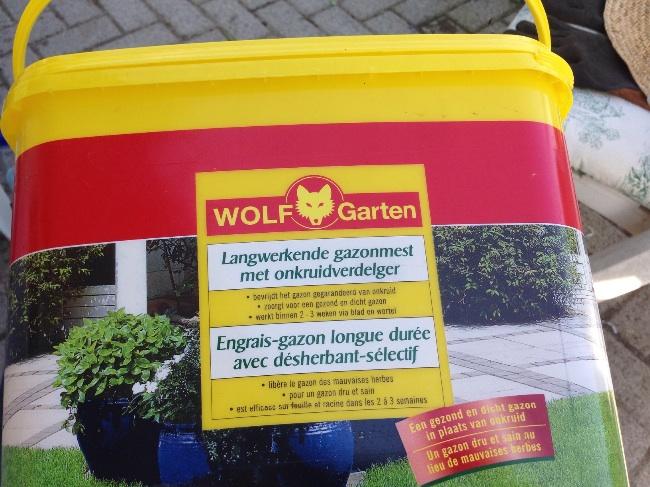 WOLF Garten
Langwerkende gazonmest
met onkruidverdelger
• bevrijdt het gazon gegarandeerd van onkruid
• zorgt voor een gezond en dicht gazon
• werkt binnen 2 - 3 weken via blad en wortel
Engrais-gazon longue durée
avec désherbant-sélectif
• libère le gazon des mauvaises herbes
• pour un gazon dru et sain
• est efficace sur feuille et racine dans les 2 à 3 semaines
Een gezond en dicht gazon
in plaats van onkruid
Un gazon dru et sain au
lieu de mauvaises herbes